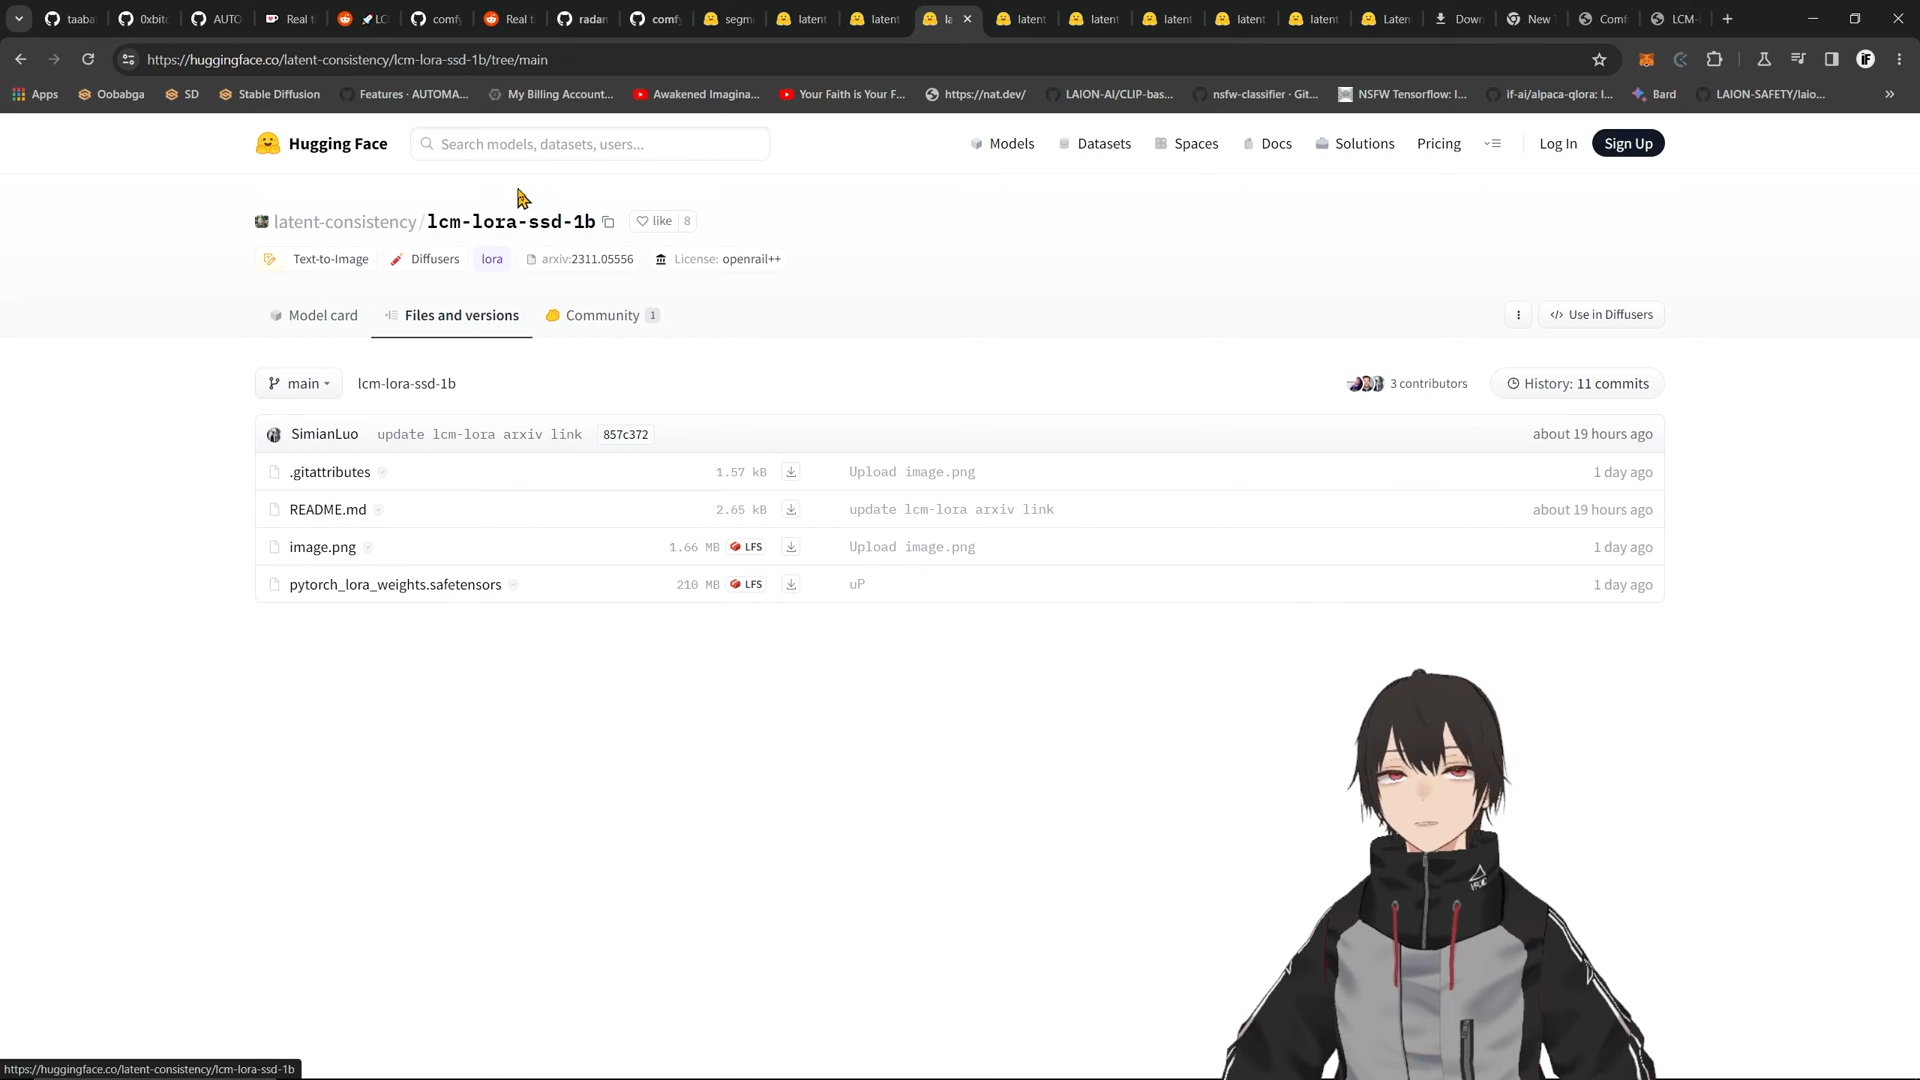 taaba
0xbitc
AUTO
Real ti
LC
comfy
Real ti
radan
comfy
segmi
latent
latent
la
latent
latent
latent
latent
latent
Laten
Down
New
Comf
LCM-
https://huggingface.co/latent-consistency/lcm-lora-ssd-1b/tree/main
Apps
Oobabga
SD
Stable Diffusion
Features · AUTOMA...
My Billing Account...
Awakened Imagina...
Your Faith is Your F...
https://nat.dev/
LAION-AI/CLIP-bas...
nsfw-classifier · Git...
NSFW Tensorflow: I...
if-ai/alpaca-qlora: I...
Bard
LAION-SAFETY/laio...
»
Hugging Face
Search models, datasets, users...
Models
Datasets
Spaces
Docs
Solutions
Pricing
Log In
Sign Up
latent-consistency/lcm-lora-ssd-1b
like 8
Text-to-Image
Diffusers
lora
arxiv:2311.05556
License: openrail++
Model card
Files and versions
Community 1
</> Use in Diffusers
main
lcm-lora-ssd-1b
3 contributors
History: 11 commits
SimianLuo update lcm-lora arxiv link 857c372 about 19 hours ago
.gitattributes 1.57 kB Upload image.png 1 day ago
README.md 2.65 kB update lcm-lora arxiv link about 19 hours ago
image.png 1.66 MB LFS Upload image.png 1 day ago
pytorch_lora_weights.safetensors 210 MB LFS uP 1 day ago
https://huggingface.co/latent-consistency/lcm-lora-ssd-1b